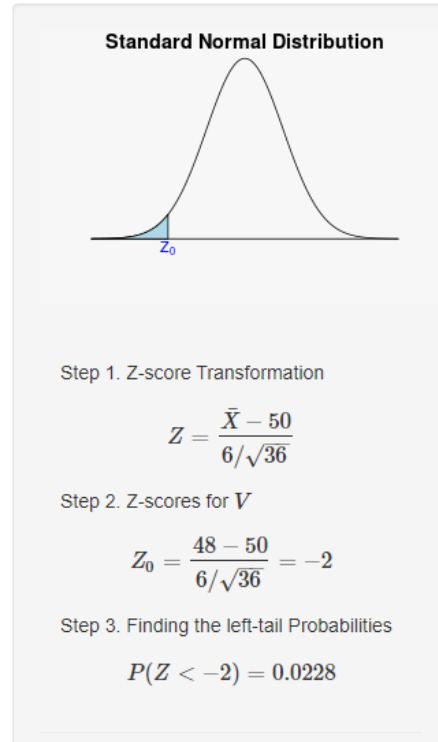 Standard Normal Distribution
Z₀
Step 1. Z-score Transformation
Z = (X̄ − 50) / (6/√36)
Step 2. Z-scores for V
Z₀ = (48 − 50) / (6/√36) = −2
Step 3. Finding the left-tail Probabilities
P(Z < −2) = 0.0228